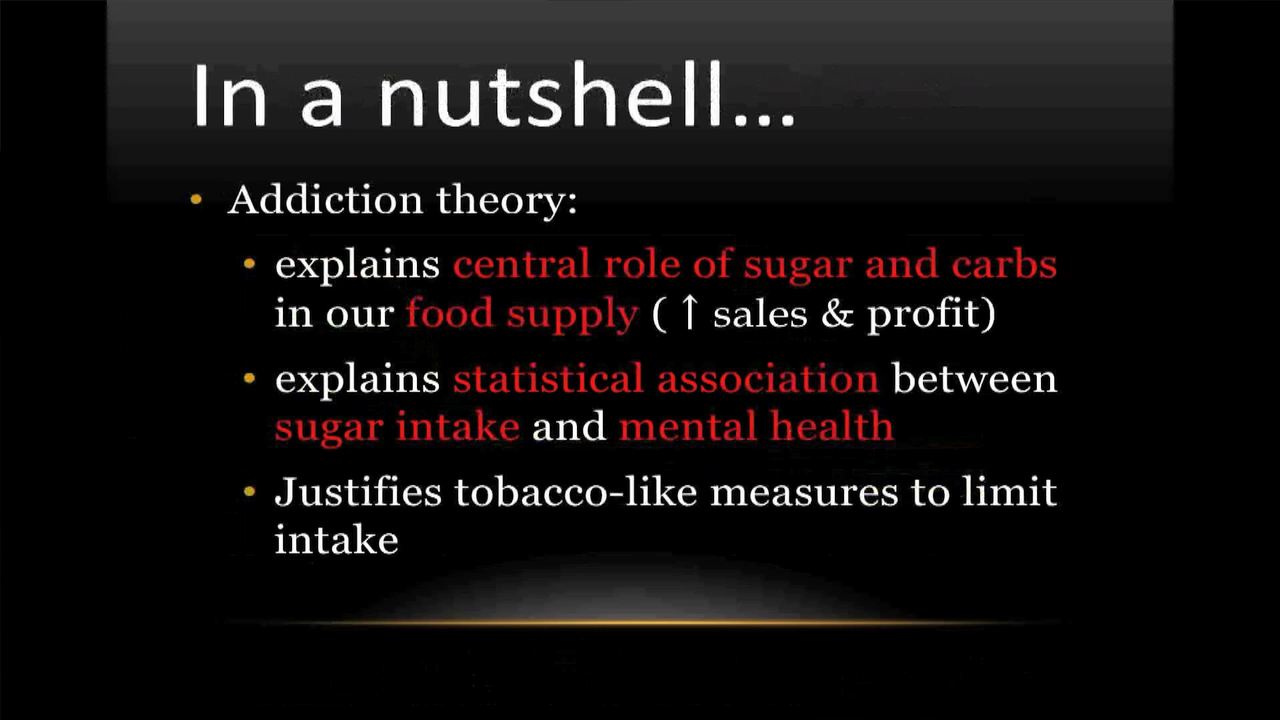 In a nutshell...
• Addiction theory:
• explains central role of sugar and carbs
in our food supply ( ↑ sales & profit)
• explains statistical association between
sugar intake and mental health
• Justifies tobacco-like measures to limit
intake